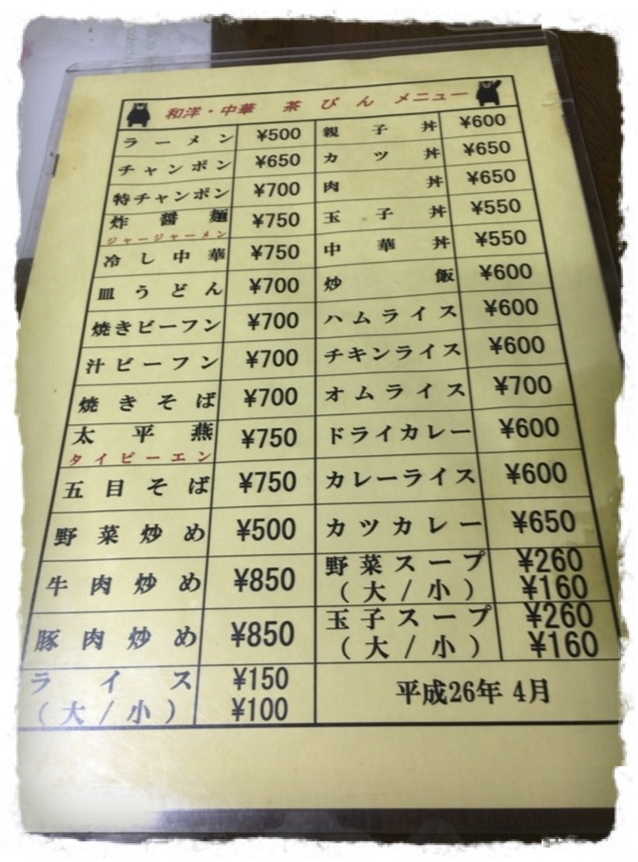 和洋・中華 茶びん メニュー
ラーメン ¥500 親子丼 ¥600
チャンポン ¥650 カツ丼 ¥650
特チャンポン ¥700 肉丼 ¥650
炸醤麺 ¥750 玉子丼 ¥550
ジャージャーメン
冷し中華 ¥750 中華丼 ¥550
皿うどん ¥700 炒飯 ¥600
焼きビーフン ¥700 ハムライス ¥600
汁ビーフン ¥700 チキンライス ¥600
焼きそば ¥700 オムライス ¥700
太平燕 ¥750 ドライカレー ¥600
タイピーエン
五目そば ¥750 カレーライス ¥600
野菜炒め ¥500 カツカレー ¥650
牛肉炒め ¥850 野菜スープ ¥260
(大/小) ¥160
豚肉炒め ¥850 玉子スープ ¥260
(大/小) ¥160
ライス ¥150
(大/小) ¥100
平成26年 4月